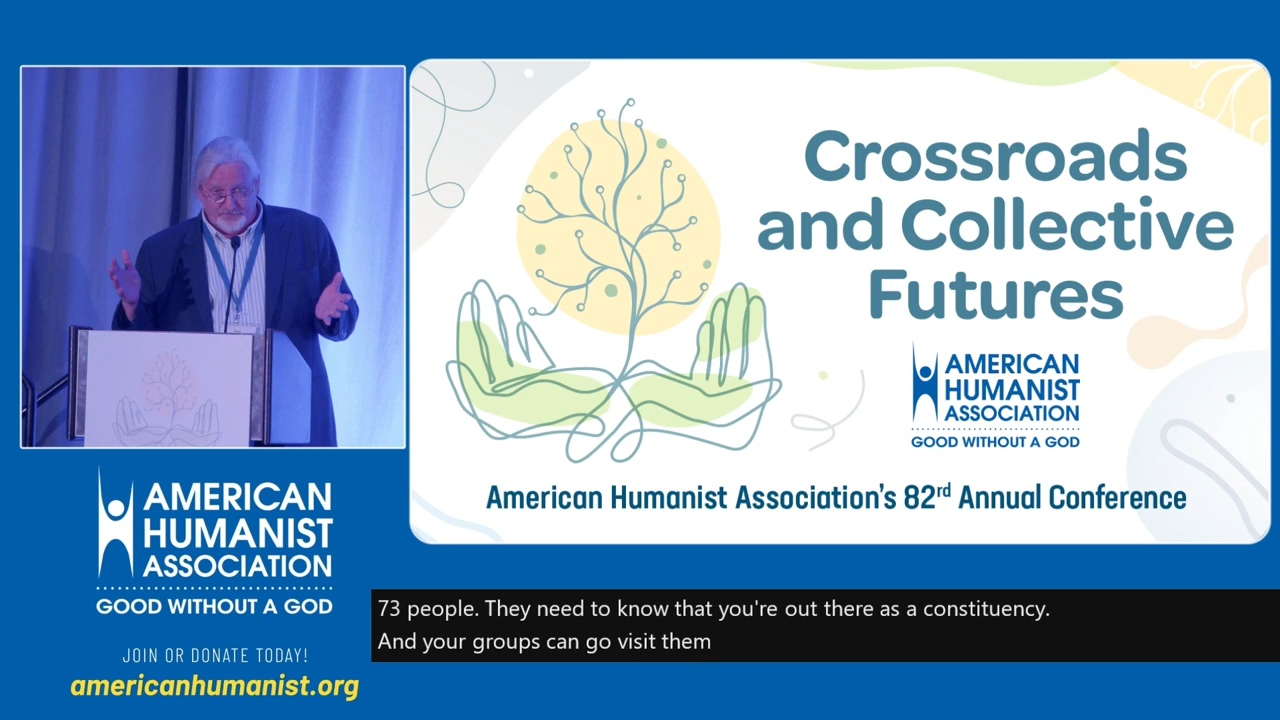 Crossroads
and Collective
Futures
AMERICAN
HUMANIST
ASSOCIATION
GOOD WITHOUT A GOD
American Humanist Association's 82rd Annual Conference
AMERICAN
HUMANIST
ASSOCIATION
GOOD WITHOUT A GOD
JOIN OR DONATE TODAY!
americanhumanist.org
73 people. They need to know that you're out there as a constituency.
And your groups can go visit them